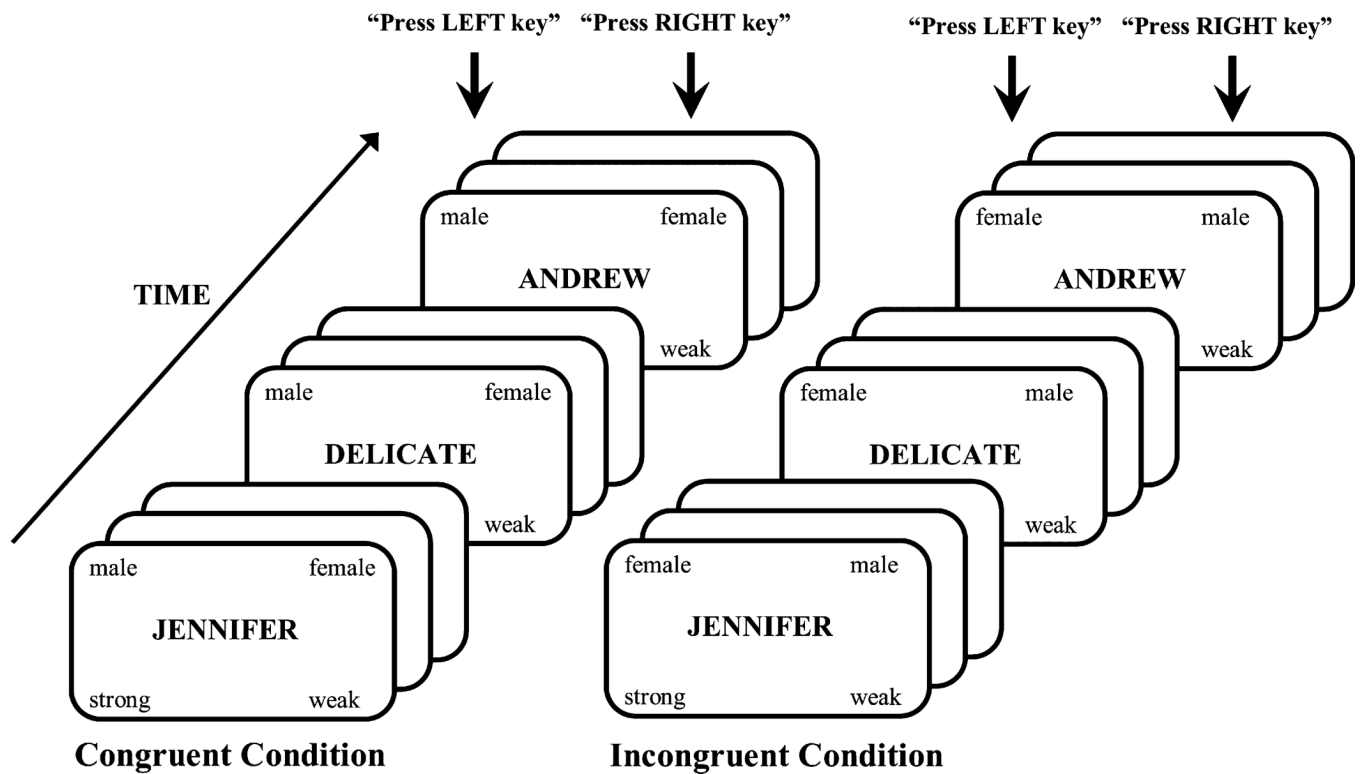 “Press LEFT key” “Press RIGHT key” “Press LEFT key” “Press RIGHT key”
TIME
male female
ANDREW
weak
male female
DELICATE
weak
male female
JENNIFER
strong weak
Congruent Condition
female male
ANDREW
weak
female male
DELICATE
weak
female male
JENNIFER
strong weak
Incongruent Condition